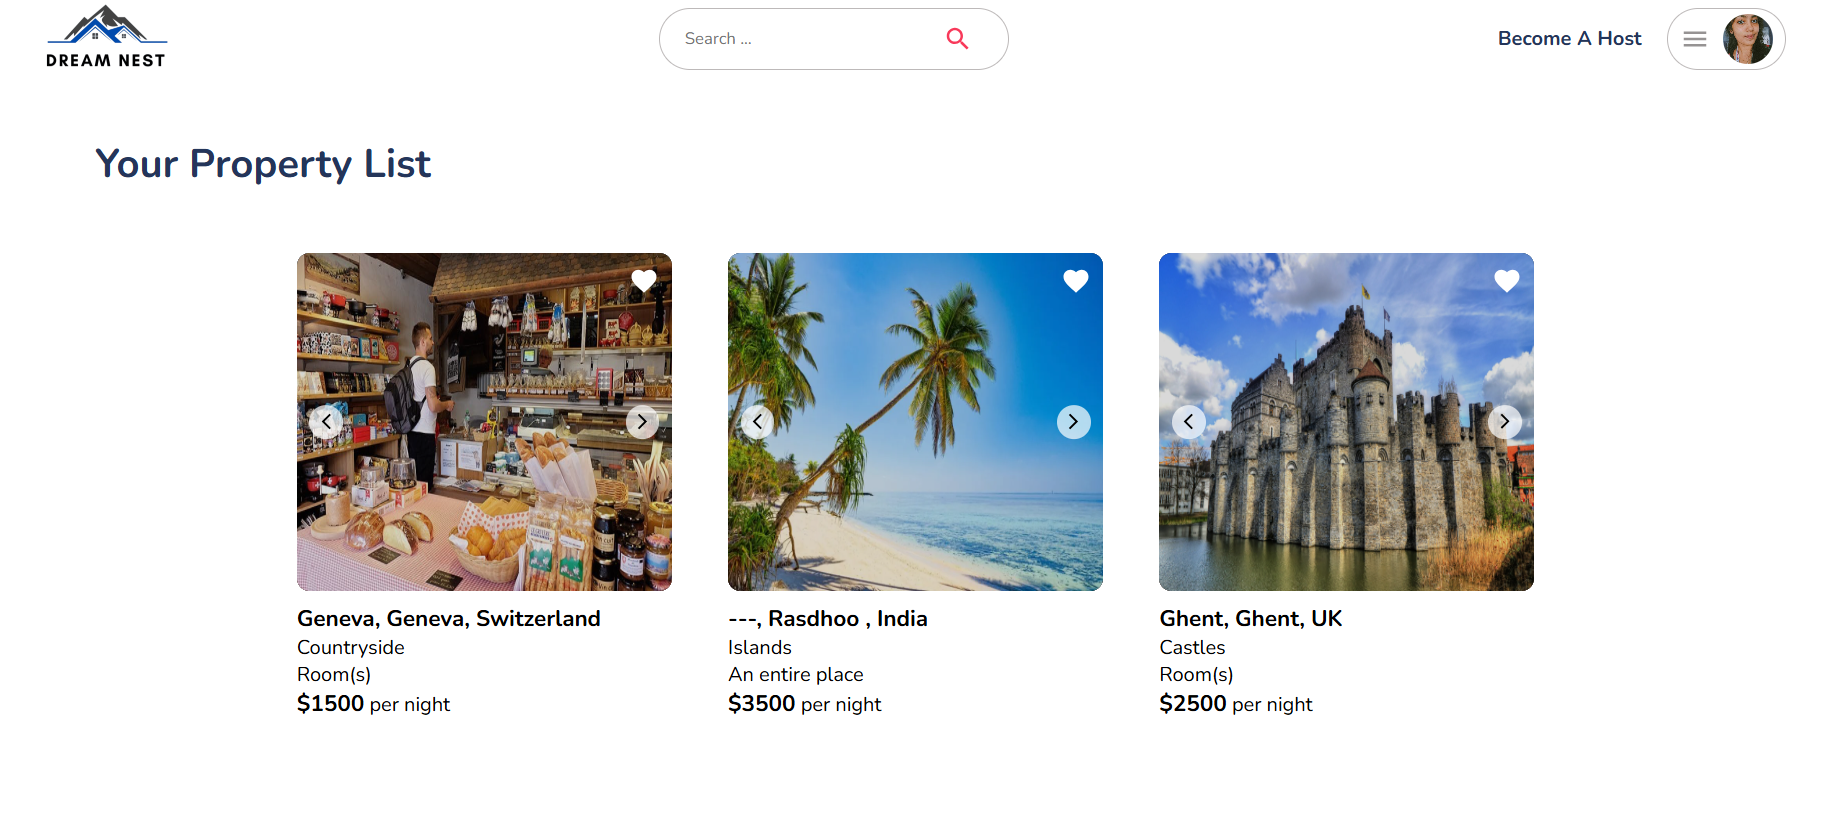 DREAM NEST
Search ...
Become A Host
Your Property List
Geneva, Geneva, Switzerland
Countryside
Room(s)
$1500 per night
---, Rasdhoo , India
Islands
An entire place
$3500 per night
Ghent, Ghent, UK
Castles
Room(s)
$2500 per night